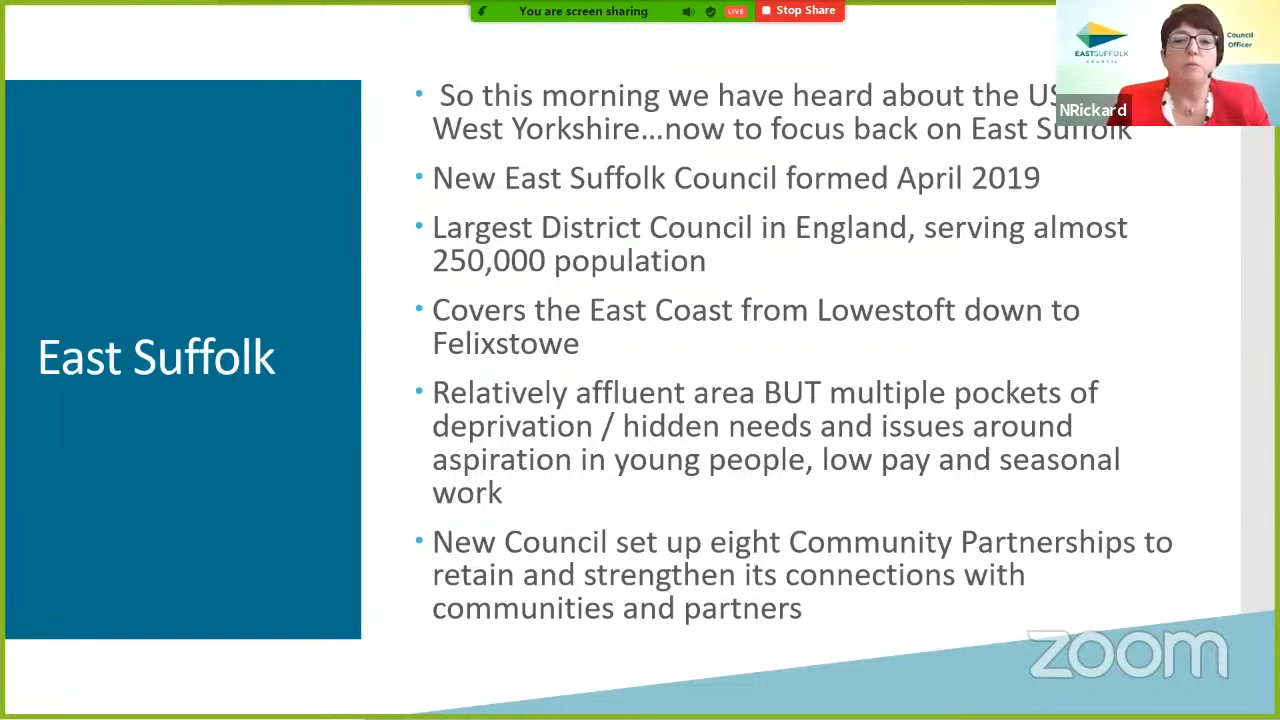 You are screen sharing
LIVE
Stop Share
EASTSUFFOLK
COUNCIL
Council
Officer
NRickard
East Suffolk
• So this morning we have heard about the
West Yorkshire…now to focus back on East Suffolk
• New East Suffolk Council formed April 2019
• Largest District Council in England, serving almost
250,000 population
• Covers the East Coast from Lowestoft down to
Felixstowe
• Relatively affluent area BUT multiple pockets of
deprivation / hidden needs and issues around
aspiration in young people, low pay and seasonal
work
• New Council set up eight Community Partnerships to
retain and strengthen its connections with
communities and partners
zoom